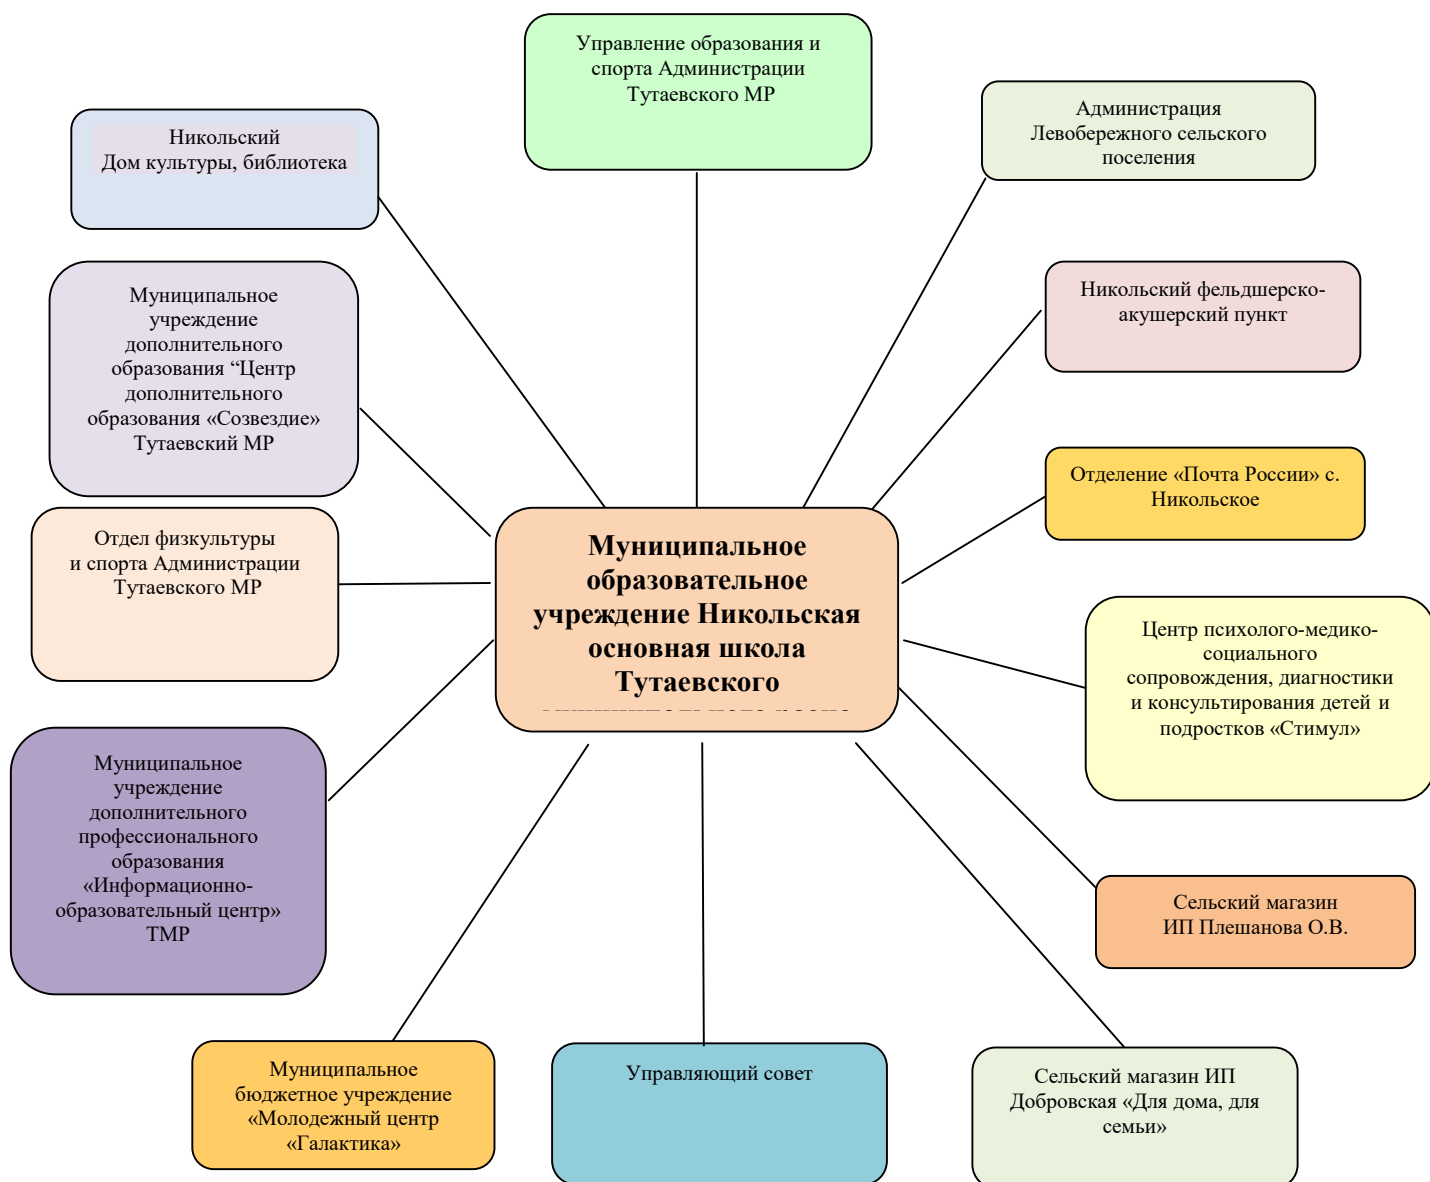 Управление образования и
спорта Администрации
Тутаевского МР
Администрация
Левобережного сельского
поселения
Никольский
Дом культуры, библиотека
Муниципальное
учреждение
дополнительного
образования “Центр
дополнительного
образования «Созвездие»
Тутаевский МР
Никольский фельдшерско-
акушерский пункт
Отделение «Почта России» с.
Никольское
Отдел физкультуры
и спорта Администрации
Тутаевского МР
Муниципальное
образовательное
учреждение Никольская
основная школа
Тутаевского
Центр психолого-медико-
социального
сопровождения, диагностики
и консультирования детей и
подростков «Стимул»
Муниципальное
учреждение
дополнительного
профессионального
образования
«Информационно-
образовательный центр»
ТМР
Сельский магазин
ИП Плешанова О.В.
Муниципальное
бюджетное учреждение
«Молодежный центр
«Галактика»
Управляющий совет
Сельский магазин ИП
Добровская «Для дома, для
семьи»